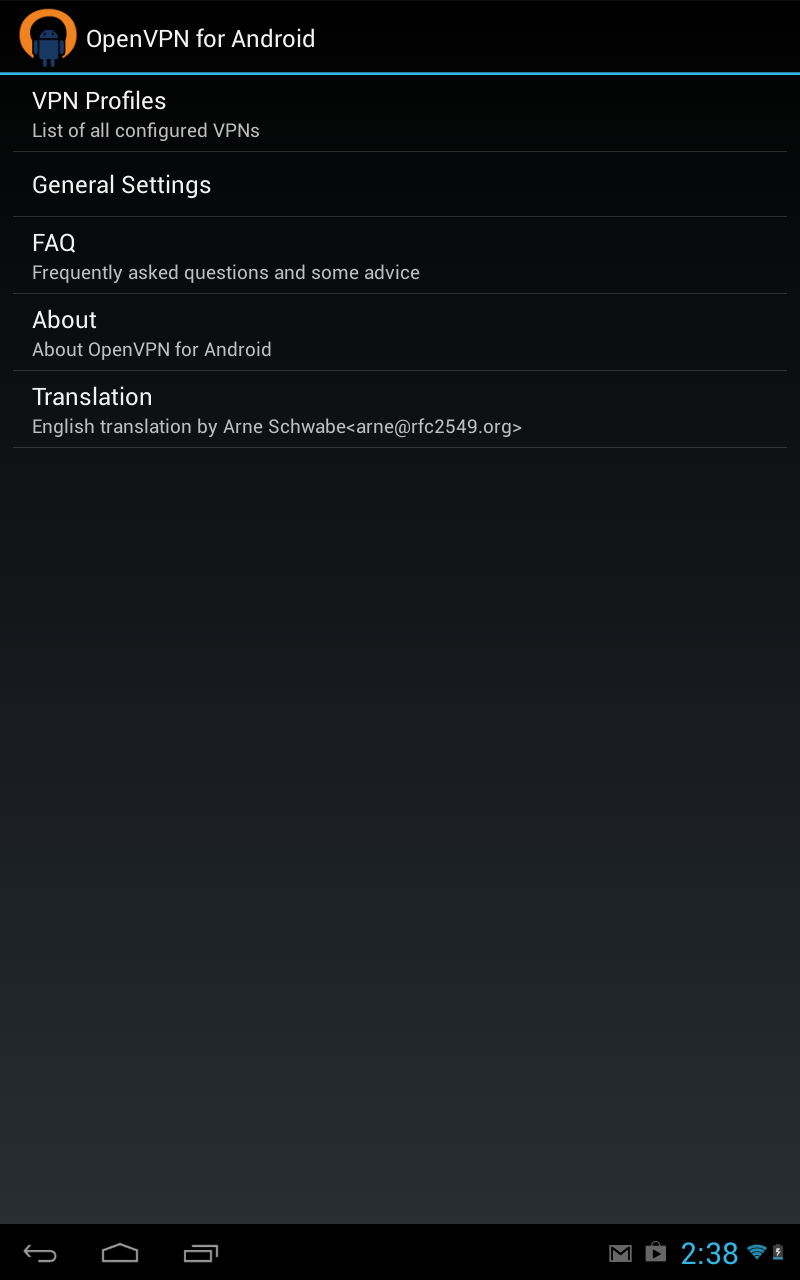 OpenVPN for Android
VPN Profiles
List of all configured VPNs
General Settings
FAQ
Frequently asked questions and some advice
About
About OpenVPN for Android
Translation
English translation by Arne Schwabe<arne@rfc2549.org>
2:38